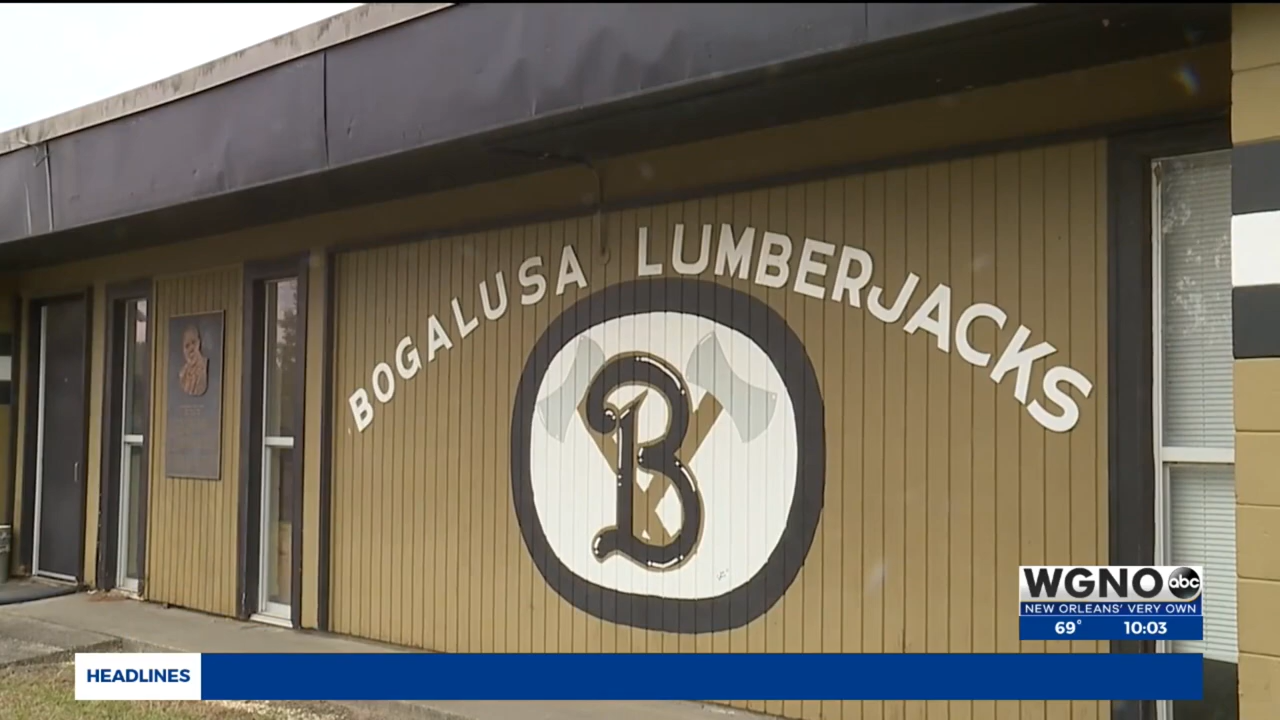 BOGALUSA LUMBERJACKS
B
WGNO abc
NEW ORLEANS' VERY OWN
69° 10:03
HEADLINES